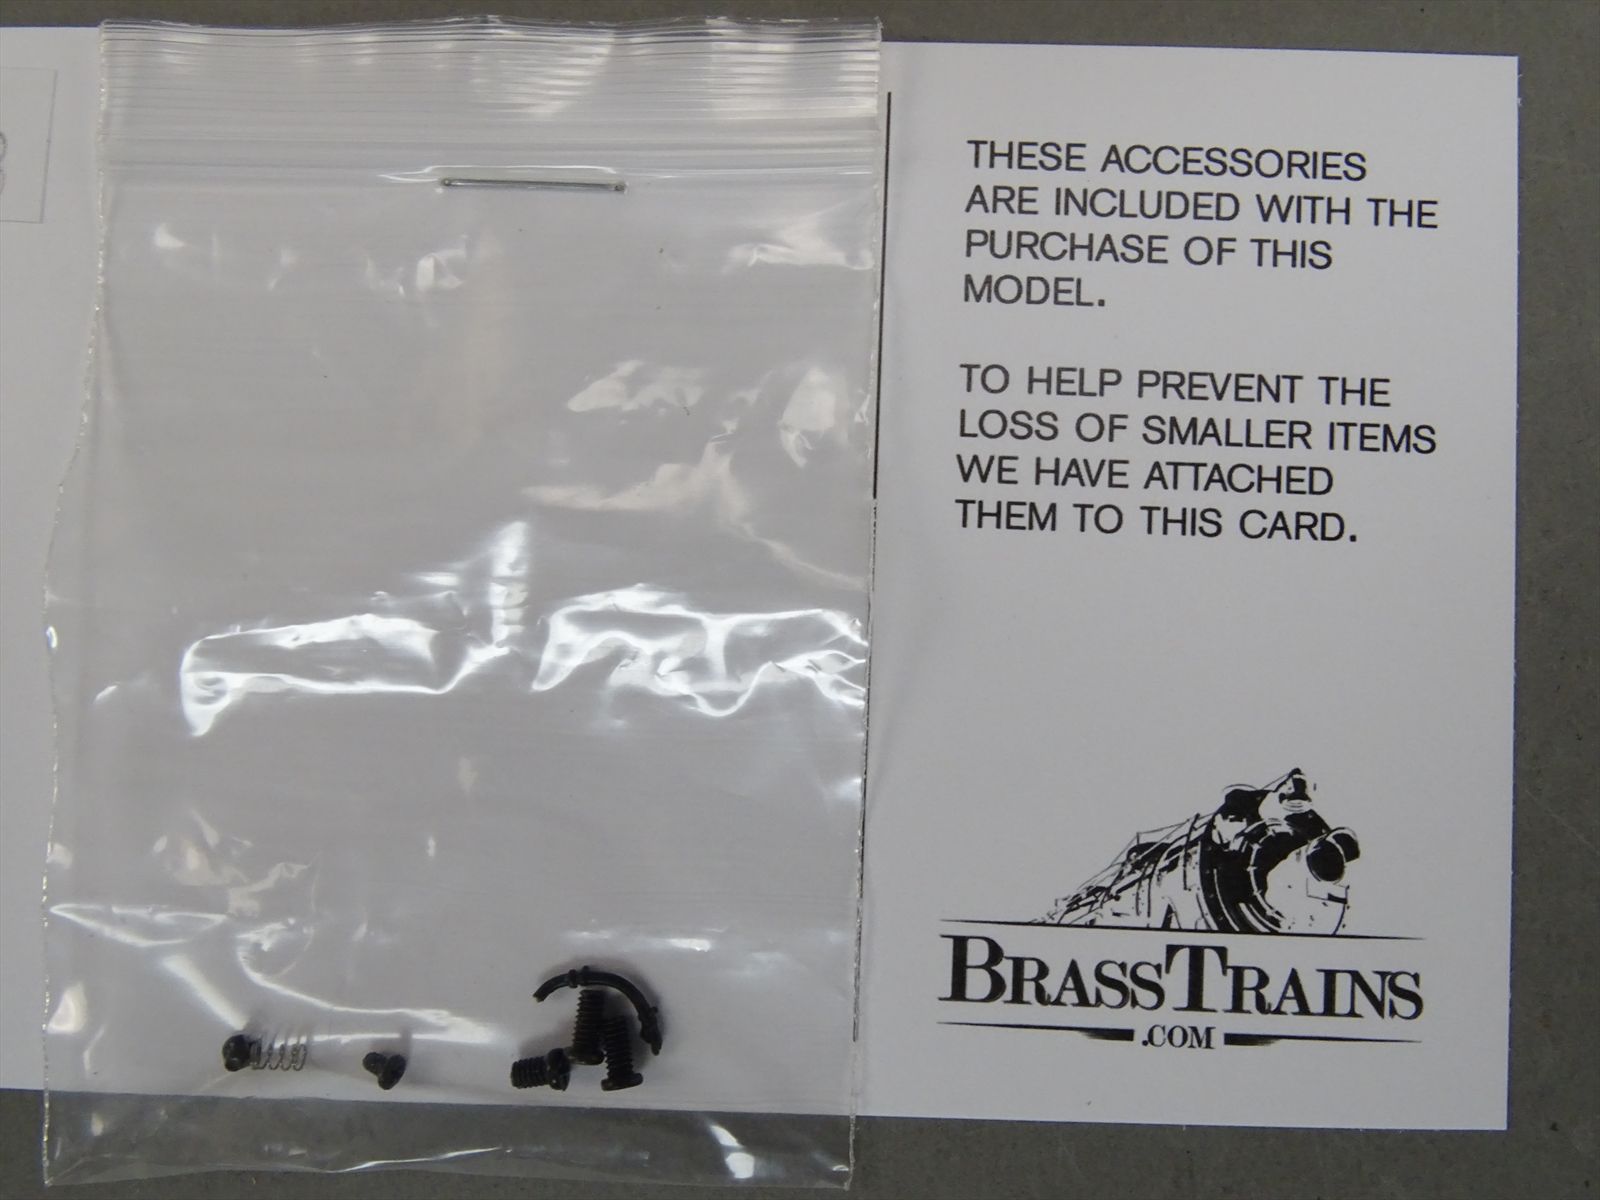 THESE ACCESSORIES
ARE INCLUDED WITH THE
PURCHASE OF THIS
MODEL.
TO HELP PREVENT THE
LOSS OF SMALLER ITEMS
WE HAVE ATTACHED
THEM TO THIS CARD.
BRASSTRAINS
.COM